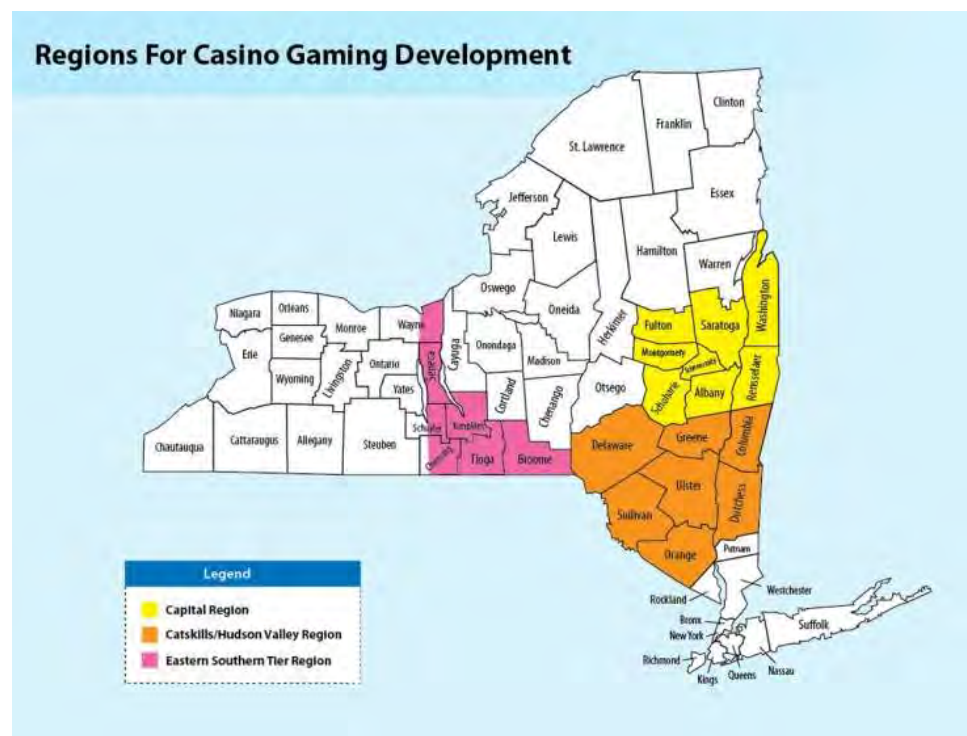 Regions For Casino Gaming Development
Clinton
Franklin
St. Lawrence
Essex
Jefferson
Lewis
Hamilton
Warren
Oswego
Washington
Oneida
Herkimer
Niagara
Orleans
Monroe
Wayne
Fulton
Saratoga
Genesee
Erie
Onondaga
Madison
Montgomery
Schenectady
Cayuga
Seneca
Ontario
Livingston
Wyoming
Yates
Cortland
Chenango
Otsego
Schoharie
Albany
Rensselaer
Schuyler
Tompkins
Chautauqua
Cattaraugus
Allegany
Steuben
Chemung
Tioga
Broome
Delaware
Greene
Columbia
Ulster
Dutchess
Sullivan
Orange
Putnam
Rockland
Westchester
Bronx
New York
Suffolk
Richmond
Kings
Queens
Nassau
Legend
Capital Region
Catskills/Hudson Valley Region
Eastern Southern Tier Region